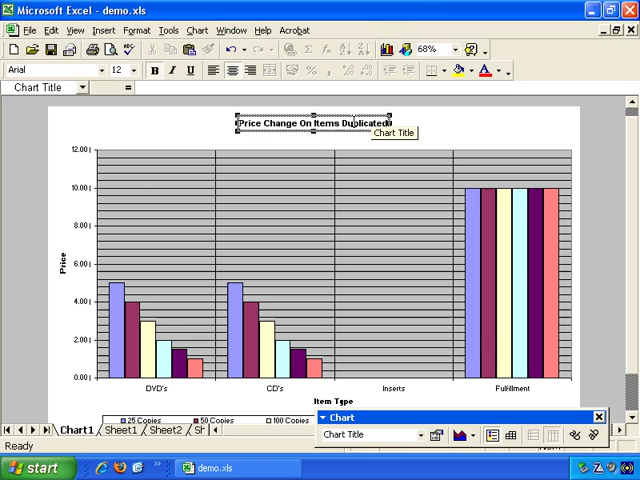 Microsoft Excel - demo.xls
File Edit View Insert Format Tools Chart Window Help Acrobat
68%
Arial 12 B I U
Chart Title =
Price Change On Items Duplicated
Chart Title
12.00
10.00
8.00
6.00
4.00
2.00
0.00
Price
DVD's CD's Inserts Fulfillment
Item Type
25 Copies 50 Copies 100 Copies
Chart
Chart Title
Chart1 Sheet1 Sheet2
Ready
start demo.xls